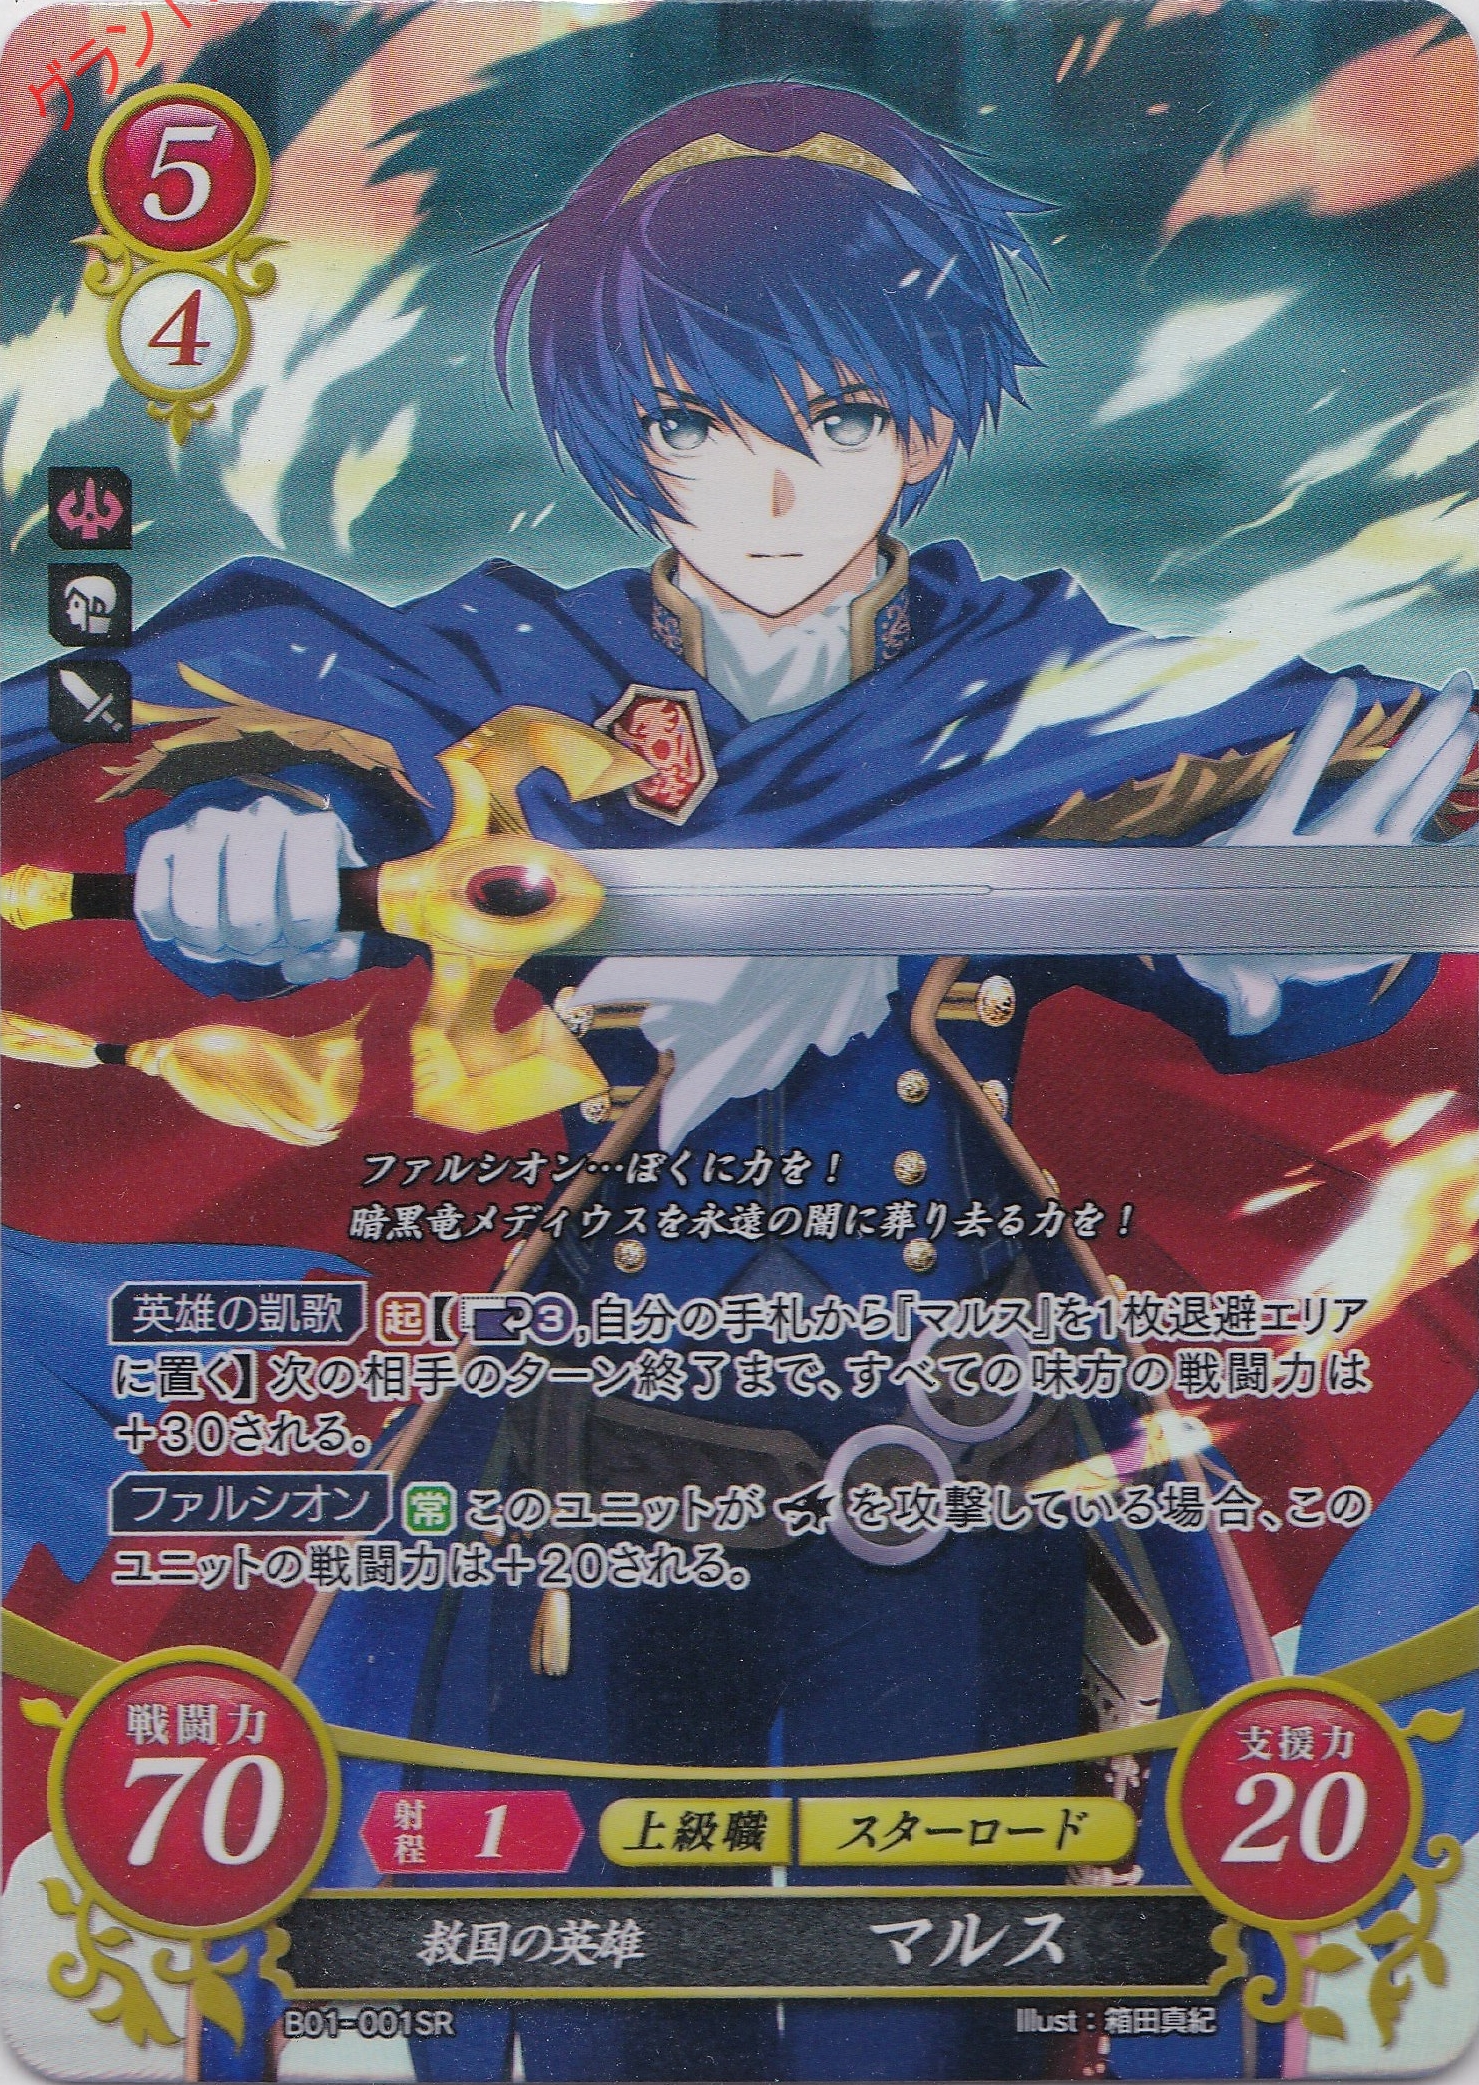 グラント
5
4
ファルシオン…ぼくに力を！
暗黒竜メディウスを永遠の闇に葬り去る力を！
英雄の凱歌 起【3,自分の手札から『マルス』を1枚退避エリア
に置く】次の相手のターン終了まで、すべての味方の戦闘力は
＋30される。
ファルシオン 常 このユニットが を攻撃している場合、この
ユニットの戦闘力は＋20される。
戦闘力
70
射程 1 上級職 スターロード
支援力
20
救国の英雄 マルス
B01-001SR Illust：箱田真紀